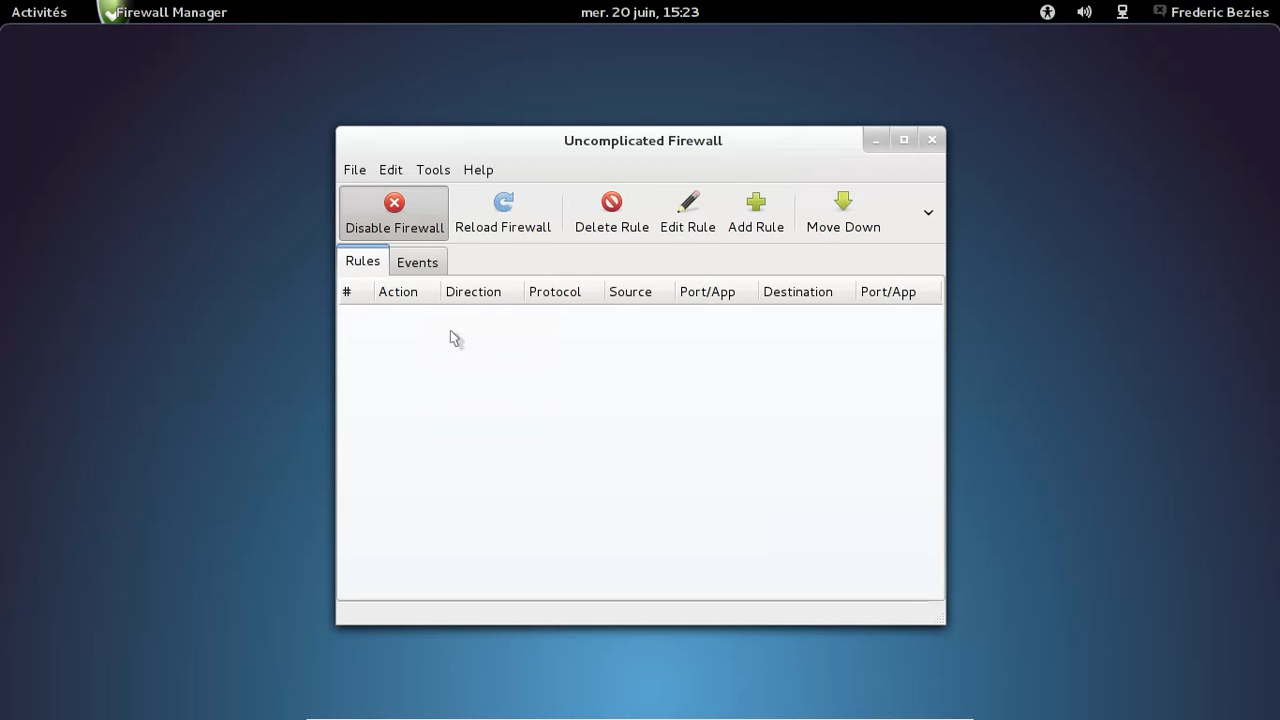 Activités Firewall Manager mer. 20 juin, 15:23 Frederic Bezies
Uncomplicated Firewall
File Edit Tools Help
Disable Firewall Reload Firewall Delete Rule Edit Rule Add Rule Move Down
Rules Events
# Action Direction Protocol Source Port/App Destination Port/App